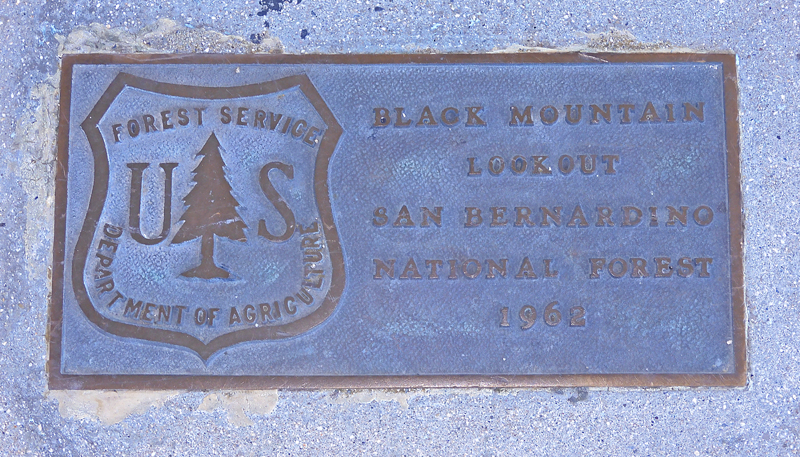 FOREST SERVICE
U S
DEPARTMENT OF AGRICULTURE
BLACK MOUNTAIN
LOOKOUT
SAN BERNARDINO
NATIONAL FOREST
1962